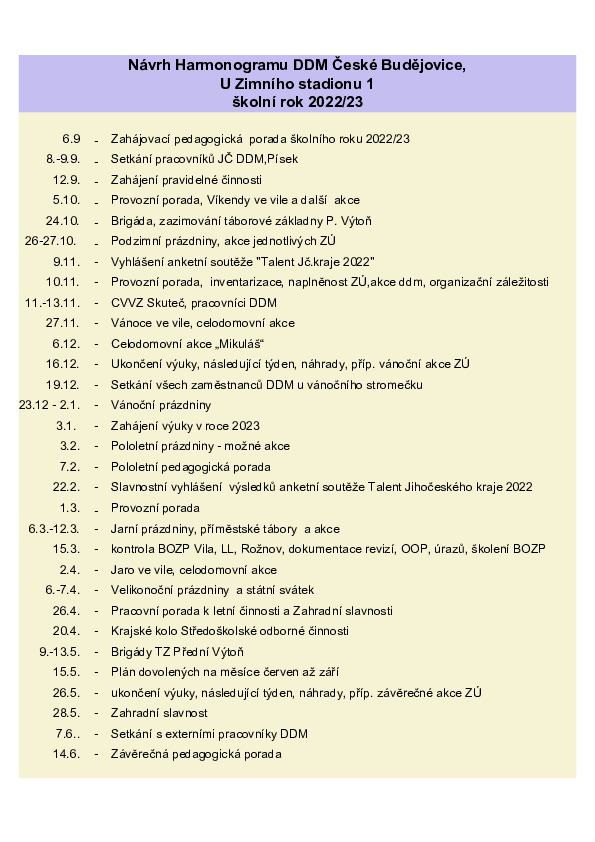 Návrh Harmonogramu DDM České Budějovice,
U Zimního stadionu 1
školní rok 2022/23
6.9 - Zahájovací pedagogická porada školního roku 2022/23
8.-9.9. - Setkání pracovníků JČ DDM,Písek
12.9. - Zahájení pravidelné činnosti
5.10. - Provozní porada, Víkendy ve vile a další akce
24.10. - Brigáda, zazimování táborové základny P. Výtoň
26-27.10. - Podzimní prázdniny, akce jednotlivých ZÚ
9.11. - Vyhlášení anketní soutěže "Talent Jč.kraje 2022"
10.11. - Provozní porada, inventarizace, naplněnost ZÚ,akce ddm, organizační záležitosti
11.-13.11. - CVVZ Skuteč, pracovníci DDM
27.11. - Vánoce ve vile, celodomovní akce
6.12. - Celodomovní akce „Mikuláš“
16.12. - Ukončení výuky, následující týden, náhrady, příp. vánoční akce ZÚ
19.12. - Setkání všech zaměstnanců DDM u vánočního stromečku
23.12 - 2.1. - Vánoční prázdniny
3.1. - Zahájení výuky v roce 2023
3.2. - Pololetní prázdniny - možné akce
7.2. - Pololetní pedagogická porada
22.2. - Slavnostní vyhlášení výsledků anketní soutěže Talent Jihočeského kraje 2022
1.3. - Provozní porada
6.3.-12.3. - Jarní prázdniny, příměstské tábory a akce
15.3. - kontrola BOZP Vila, LL, Rožnov, dokumentace revizí, OOP, úrazů, školení BOZP
2.4. - Jaro ve vile, celodomovní akce
6.-7.4. - Velikonoční prázdniny a státní svátek
26.4. - Pracovní porada k letní činnosti a Zahradní slavnosti
20.4. - Krajské kolo Středoškolské odborné činnosti
9.-13.5. - Brigády TZ Přední Výtoň
15.5. - Plán dovolených na měsíce červen až září
26.5. - ukončení výuky, následující týden, náhrady, příp. závěrečné akce ZÚ
28.5. - Zahradní slavnost
7.6.. - Setkání s externími pracovníky DDM
14.6. - Závěrečná pedagogická porada